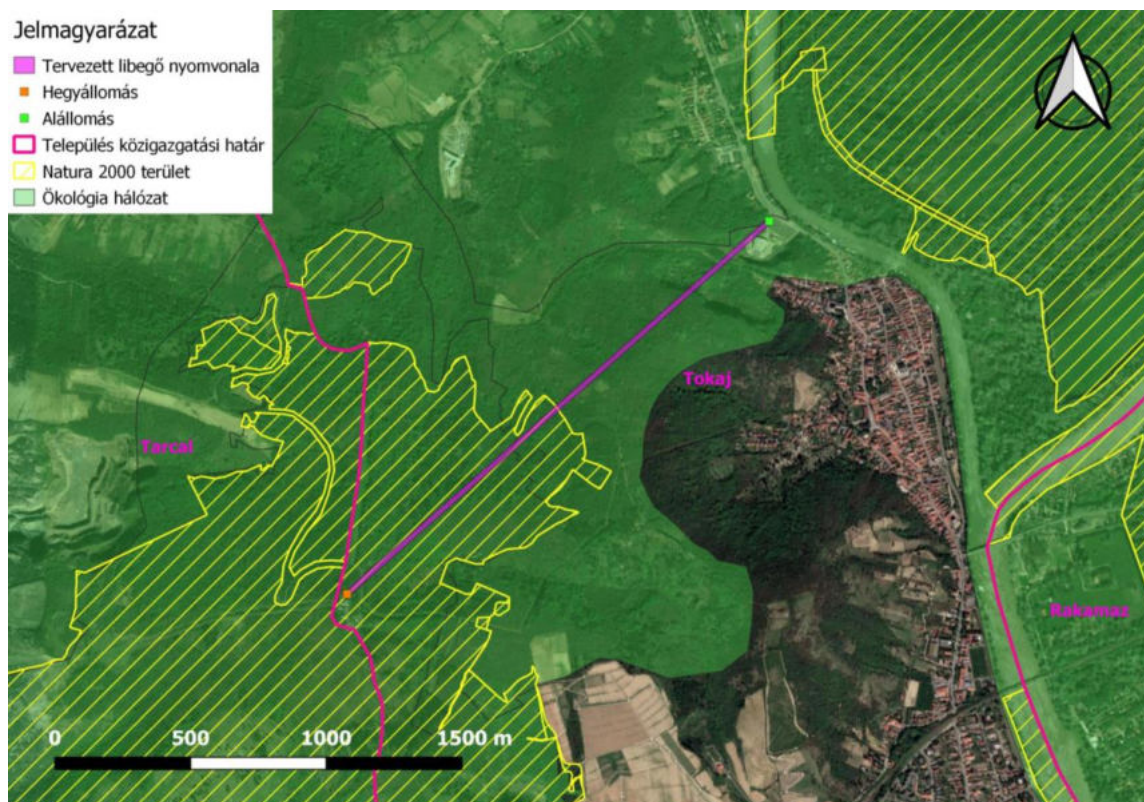 Jelmagyarázat
Tervezett libegő nyomvonala
Hegyállomás
Alállomás
Település közigazgatási határ
Natura 2000 terület
Ökológia hálózat
Tokaj
Tarcal
Rakamaz
0 500 1000 1500 m